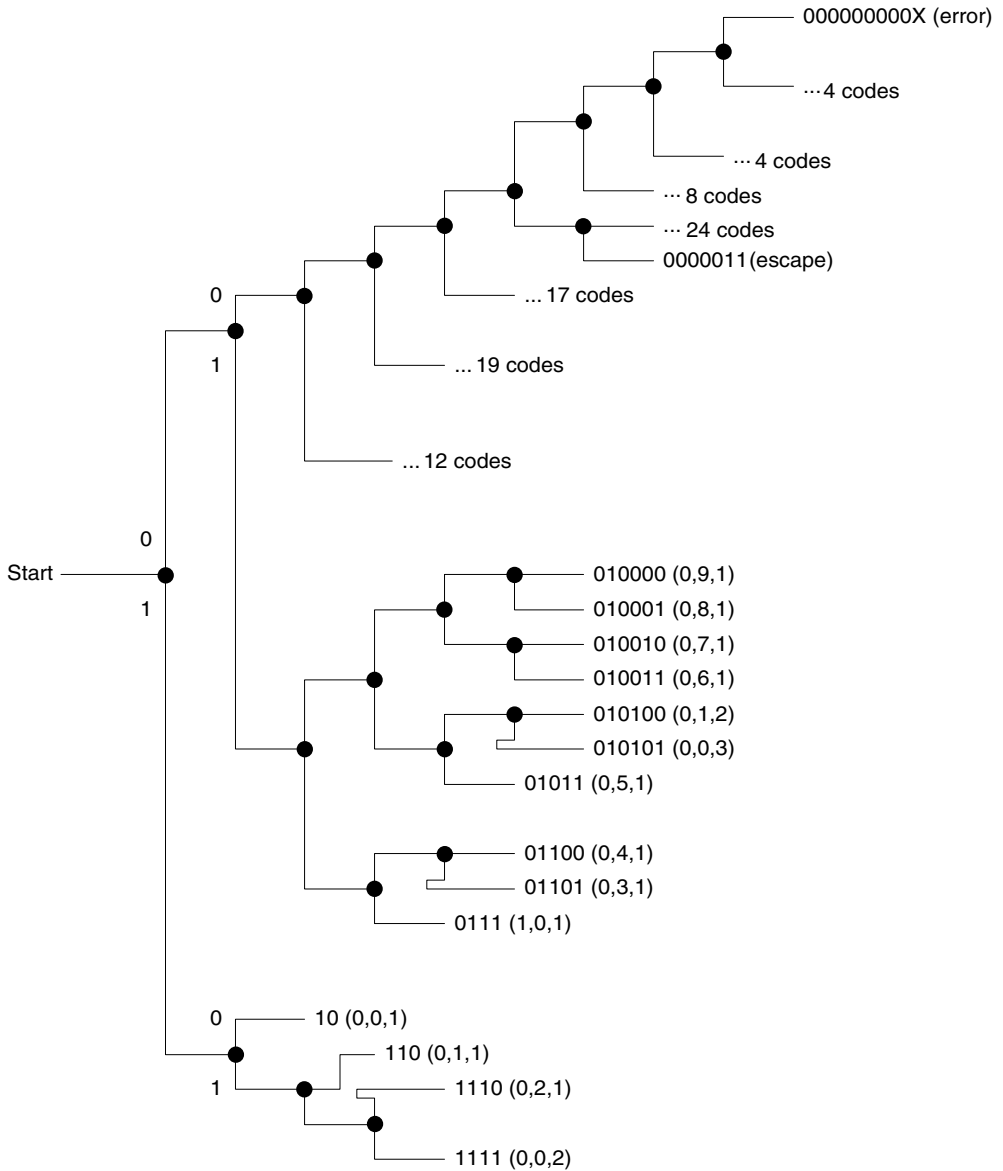 000000000X (error)
... 4 codes
... 4 codes
... 8 codes
... 24 codes
0000011 (escape)
0
... 17 codes
1
... 19 codes
... 12 codes
0
Start
1
010000 (0,9,1)
010001 (0,8,1)
010010 (0,7,1)
010011 (0,6,1)
010100 (0,1,2)
010101 (0,0,3)
01011 (0,5,1)
01100 (0,4,1)
01101 (0,3,1)
0111 (1,0,1)
0
10 (0,0,1)
110 (0,1,1)
1
1110 (0,2,1)
1111 (0,0,2)